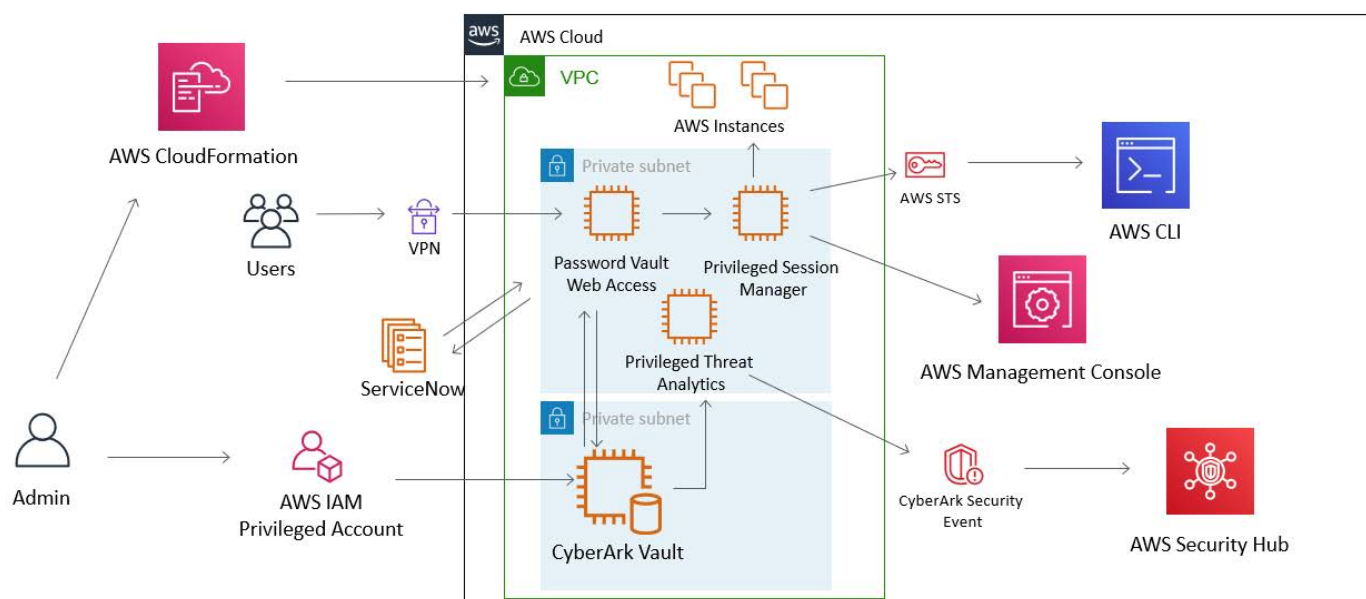 aws
AWS Cloud
VPC
AWS Instances
AWS CloudFormation
Private subnet
AWS STS
AWS CLI
Users
VPN
Password Vault
Web Access
Privileged Session
Manager
ServiceNow
Privileged Threat
Analytics
AWS Management Console
Private subnet
Admin
AWS IAM
Privileged Account
CyberArk Vault
CyberArk Security
Event
AWS Security Hub